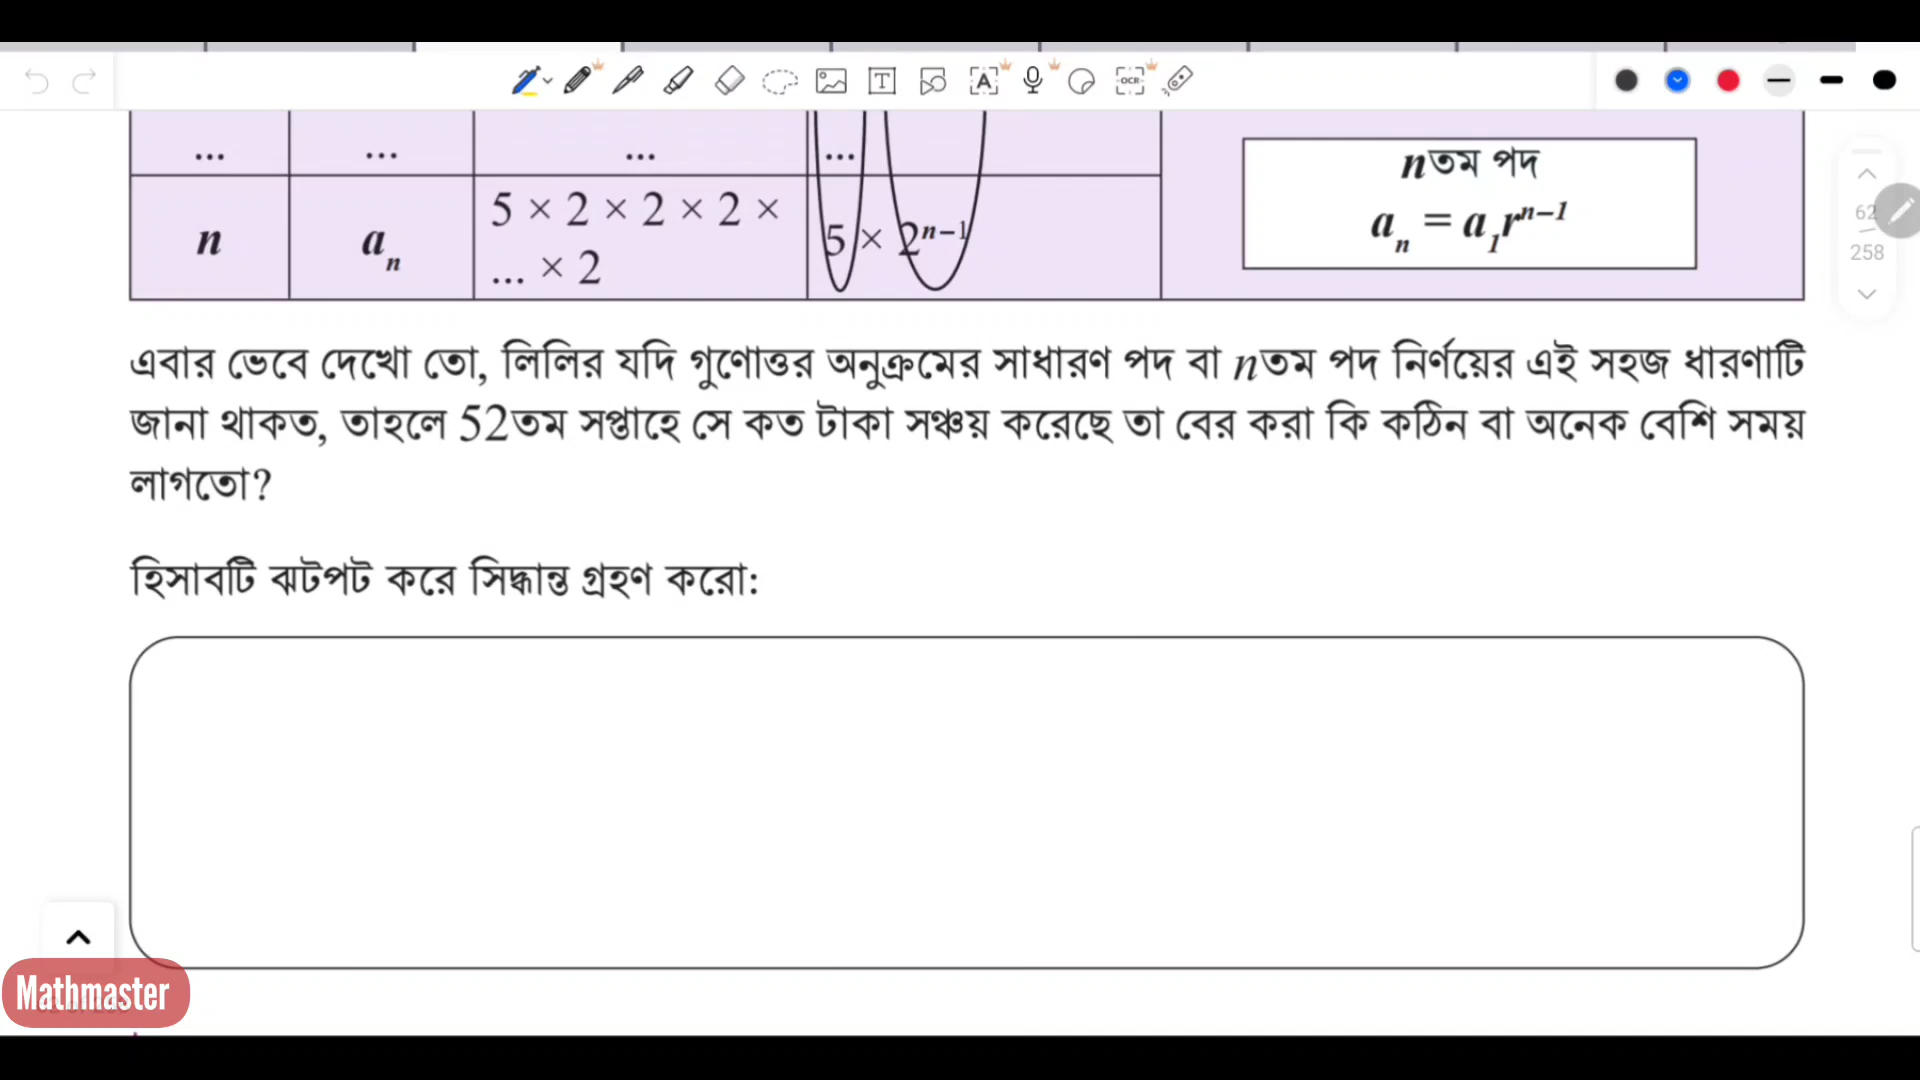 62
258
... ... ... ...
nতম পদ
aₙ = a₁rⁿ⁻¹
n aₙ 5 × 2 × 2 × 2 × ... × 2 5 × 2ⁿ⁻¹
এবার ভেবে দেখো তো, লিলির যদি গুণোত্তর অনুক্রমের সাধারণ পদ বা nতম পদ নির্ণয়ের এই সহজ ধারণাটি
জানা থাকত, তাহলে 52তম সপ্তাহে সে কত টাকা সঞ্চয় করেছে তা বের করা কি কঠিন বা অনেক বেশি সময়
লাগতো?
হিসাবটি ঝটপট করে সিদ্ধান্ত গ্রহণ করো:
Mathmaster